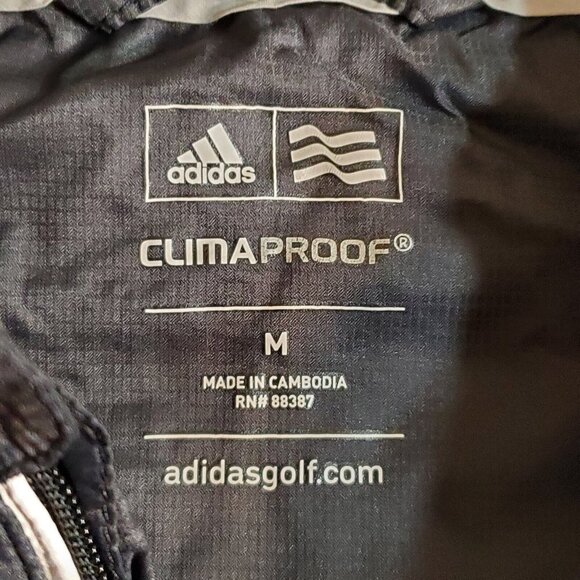 adidas
CLIMAPROOF®
M
MADE IN CAMBODIA
RN# 88387
adidasgolf.com